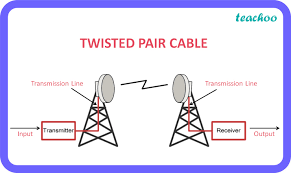 teachoo
TWISTED PAIR CABLE
Transmission Line
Transmission Line
Input
Transmitter
Receiver
Output